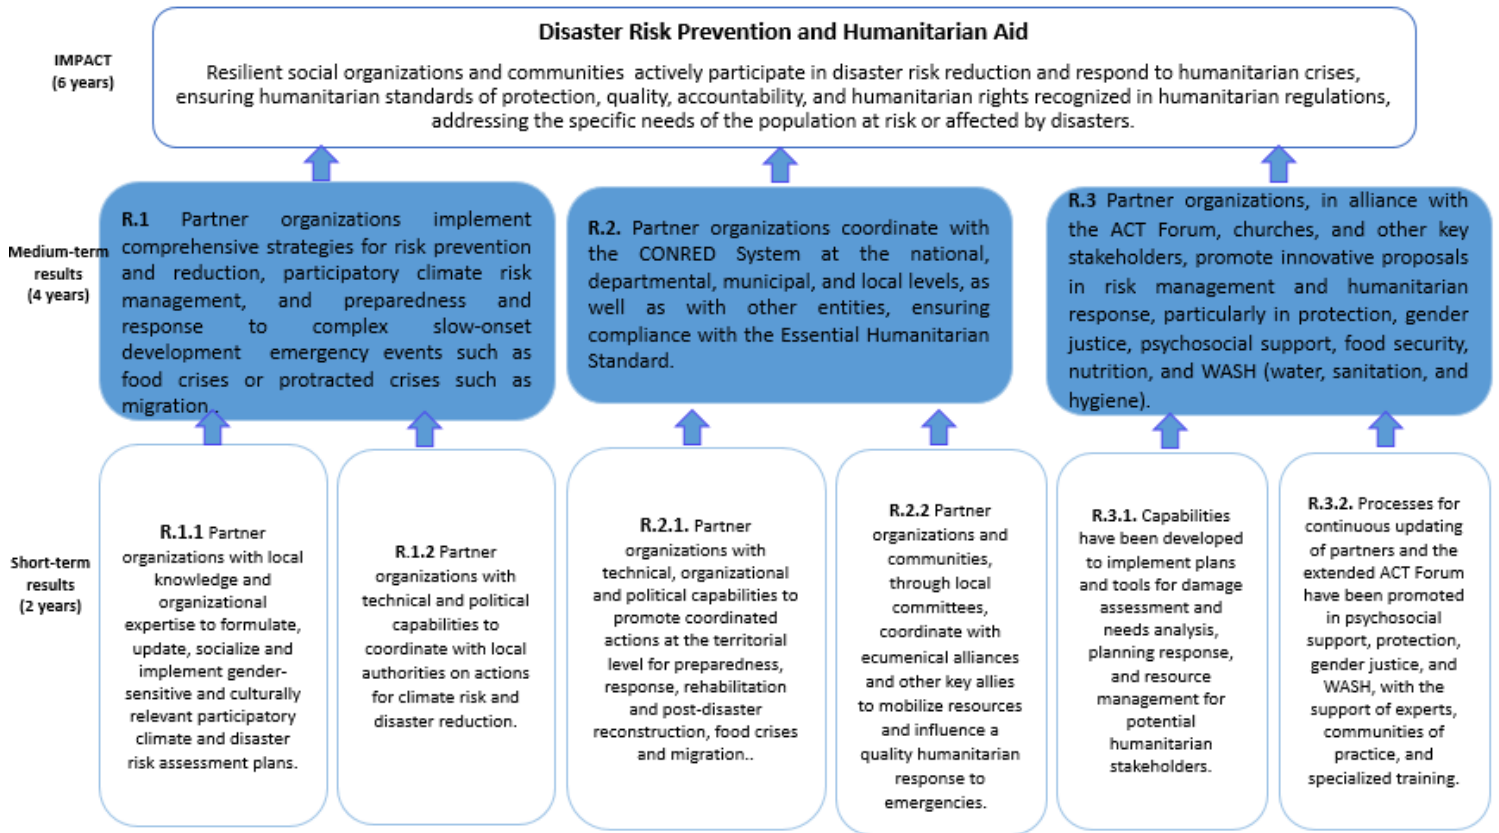 Disaster Risk Prevention and Humanitarian Aid
IMPACT
(6 years)
Resilient social organizations and communities actively participate in disaster risk reduction and respond to humanitarian crises,
ensuring humanitarian standards of protection, quality, accountability, and humanitarian rights recognized in humanitarian regulations,
addressing the specific needs of the population at risk or affected by disasters.
Medium-term
results
(4 years)
R.1 Partner organizations implement
comprehensive strategies for risk prevention
and reduction, participatory climate risk
management, and preparedness and
response to complex slow-onset
development emergency events such as
food crises or protracted crises such as
migration .
R.2. Partner organizations coordinate with
the CONRED System at the national,
departmental, municipal, and local levels, as
well as with other entities, ensuring
compliance with the Essential Humanitarian
Standard.
R.3 Partner organizations, in alliance with
the ACT Forum, churches, and other key
stakeholders, promote innovative proposals
in risk management and humanitarian
response, particularly in protection, gender
justice, psychosocial support, food security,
nutrition, and WASH (water, sanitation, and
hygiene).
Short-term
results
(2 years)
R.1.1 Partner
organizations with local
knowledge and
organizational
expertise to formulate,
update, socialize and
implement gender-
sensitive and culturally
relevant participatory
climate and disaster
risk assessment plans.
R.1.2 Partner
organizations with
technical and political
capabilities to
coordinate with local
authorities on actions
for climate risk and
disaster reduction.
R.2.1. Partner
organizations with
technical, organizational
and political capabilities to
promote coordinated
actions at the territorial
level for preparedness,
response, rehabilitation
and post-disaster
reconstruction, food crises
and migration..
R.2.2 Partner
organizations and
communities,
through local
committees,
coordinate with
ecumenical alliances
and other key allies
to mobilize resources
and influence a
quality humanitarian
response to
emergencies.
R.3.1. Capabilities
have been developed
to implement plans
and tools for damage
assessment and
needs analysis,
planning response,
and resource
management for
potential
humanitarian
stakeholders.
R.3.2. Processes for
continuous updating
of partners and the
extended ACT Forum
have been promoted
in psychosocial
support, protection,
gender justice, and
WASH, with the
support of experts,
communities of
practice, and
specialized training.